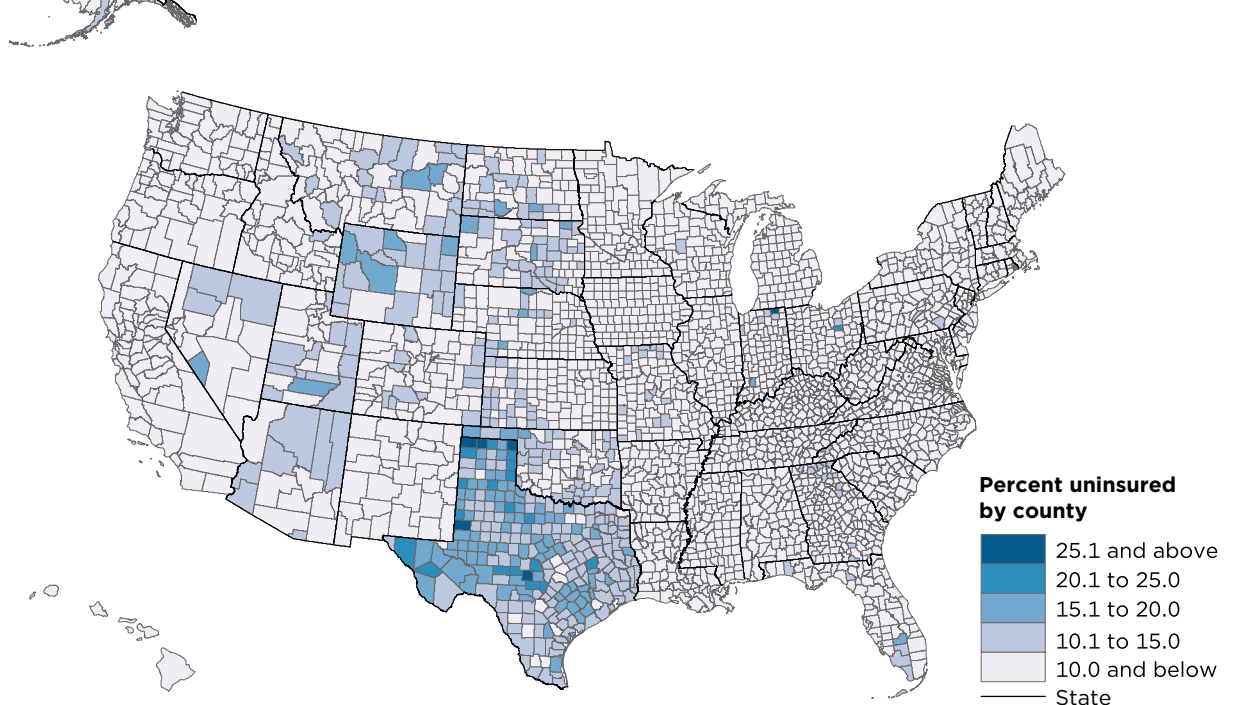 Percent uninsured
by county
25.1 and above
20.1 to 25.0
15.1 to 20.0
10.1 to 15.0
10.0 and below
State